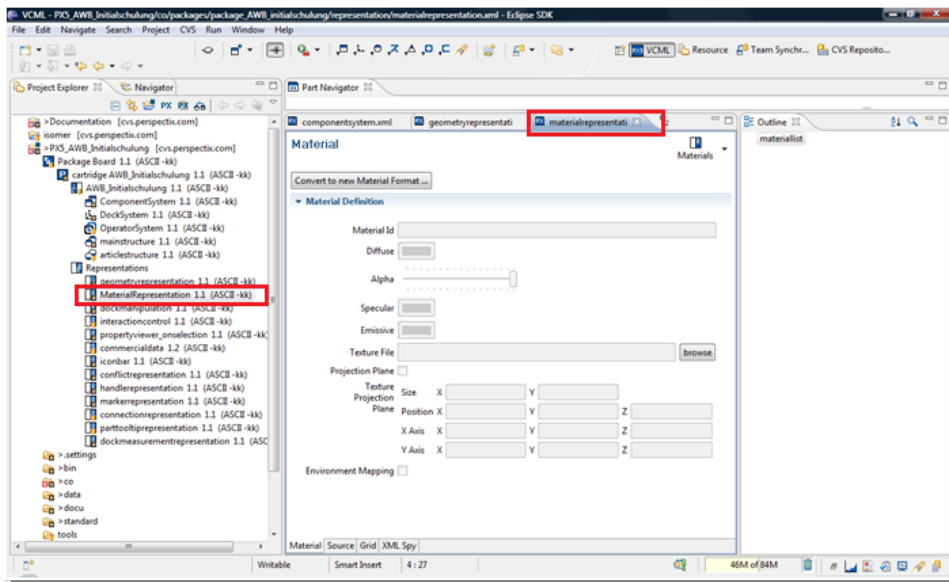 VCML - PX5_AWB_Initialschulung/co/packages/package_AWB_initialschulung/representation/materialrepresentation.xml - Eclipse SDK
File Edit Navigate Search Project CVS Run Window Help
VCML Resource Team Synchr... CVS Reposito...
Project Explorer Navigator
PX
>Documentation [cvs.perspectix.com]
isomer [cvs.perspectix.com]
>PX5_AWB_Initialschulung [cvs.perspectix.com]
Package Board 1.1 (ASCII -kk)
cartridge AWB_Initialschulung 1.1 (ASCII -kk)
AWB_Initialschulung 1.1 (ASCII -kk)
ComponentSystem 1.1 (ASCII -kk)
DockSystem 1.1 (ASCII -kk)
OperatorSystem 1.1 (ASCII -kk)
mainstructure 1.1 (ASCII -kk)
articlestructure 1.1 (ASCII -kk)
Representations
geometryrepresentation 1.1 (ASCII -kk)
MaterialRepresentation 1.1 (ASCII -kk)
dockmanipulation 1.1 (ASCII -kk)
interactioncontrol 1.1 (ASCII -kk)
propertyviewer_onselection 1.1 (ASCII -kk)
commercialdata 1.2 (ASCII -kk)
iconbar 1.1 (ASCII -kk)
conflictrepresentation 1.1 (ASCII -kk)
handlerepresentation 1.1 (ASCII -kk)
markerrepresentation 1.1 (ASCII -kk)
connectionrepresentation 1.1 (ASCII -kk)
parttooltiprepresentation 1.1 (ASCII -kk)
dockmeasurementrepresentation 1.1 (ASC
>.settings
>bin
>co
>data
>docu
>standard
tools
Part Navigator
componentsystem.xml geometryrepresentati materialrepresentati
Material
Materials
Convert to new Material Format ...
Material Definition
Material Id
Diffuse
Alpha
Specular
Emissive
Texture File browse
Projection Plane
Texture Projection Plane
Size X Y
Position X Y Z
X Axis X Y Z
Y Axis X Y Z
Environment Mapping
Material Source Grid XML Spy
Outline
materiallist
Writable Smart Insert 4 : 27 46M of 84M